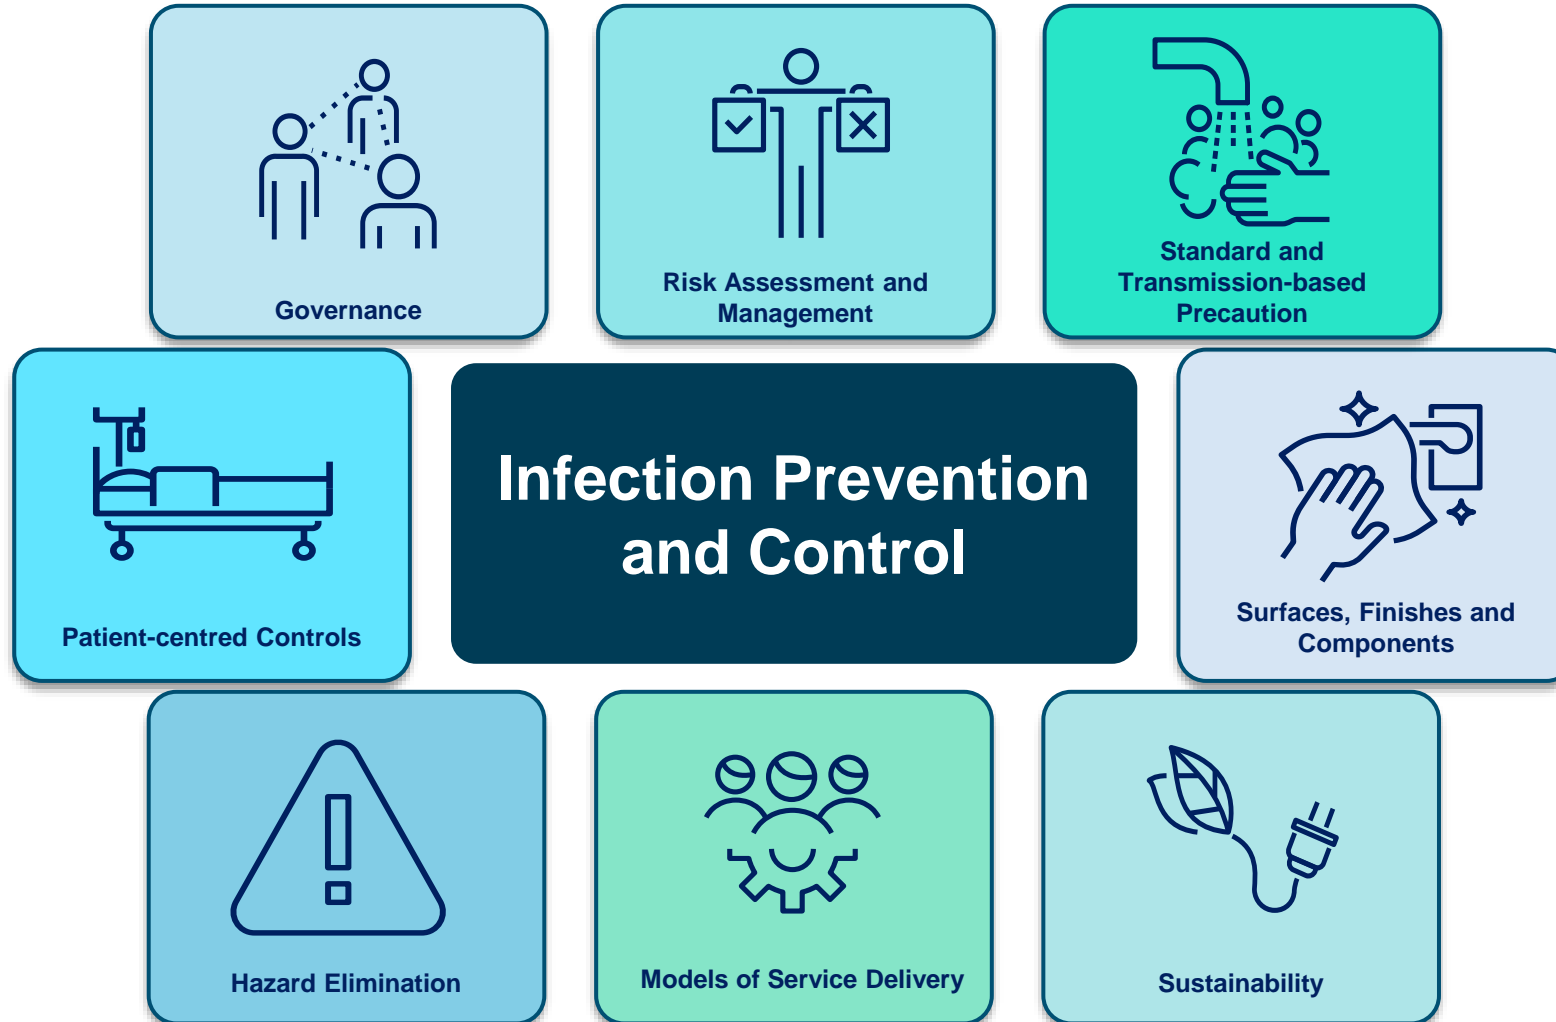 Governance
Risk Assessment and
Management
Standard and
Transmission-based
Precaution
Patient-centred Controls
Infection Prevention
and Control
Surfaces, Finishes and
Components
Hazard Elimination
Models of Service Delivery
Sustainability